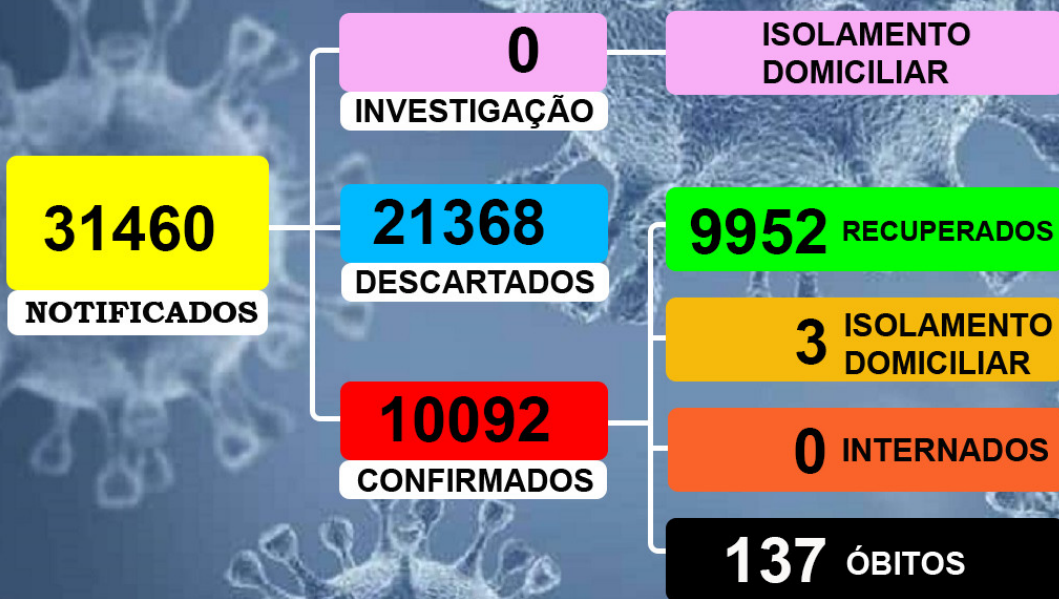 0
INVESTIGAÇÃO
ISOLAMENTO
DOMICILIAR
31460
NOTIFICADOS
21368
DESCARTADOS
10092
CONFIRMADOS
9952 RECUPERADOS
3 ISOLAMENTO
DOMICILIAR
0 INTERNADOS
137 ÓBITOS